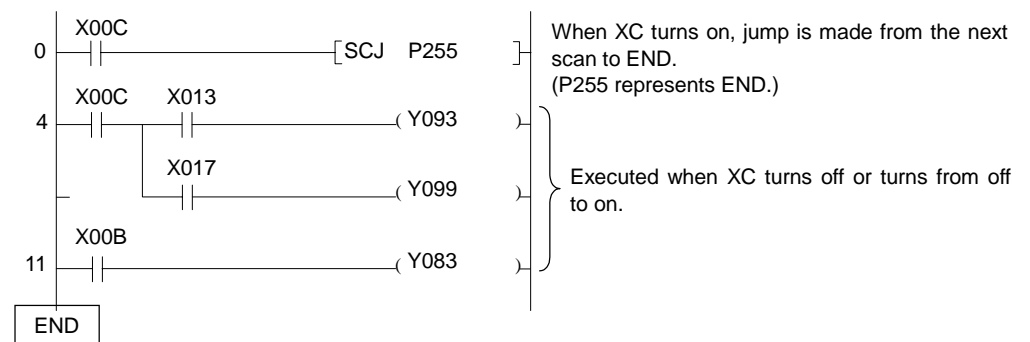 X00C
0 SCJ P255
When XC turns on, jump is made from the next
scan to END.
(P255 represents END.)
X00C X013
4 Y093
X017
Y099
Executed when XC turns off or turns from off
to on.
X00B
11 Y083
END